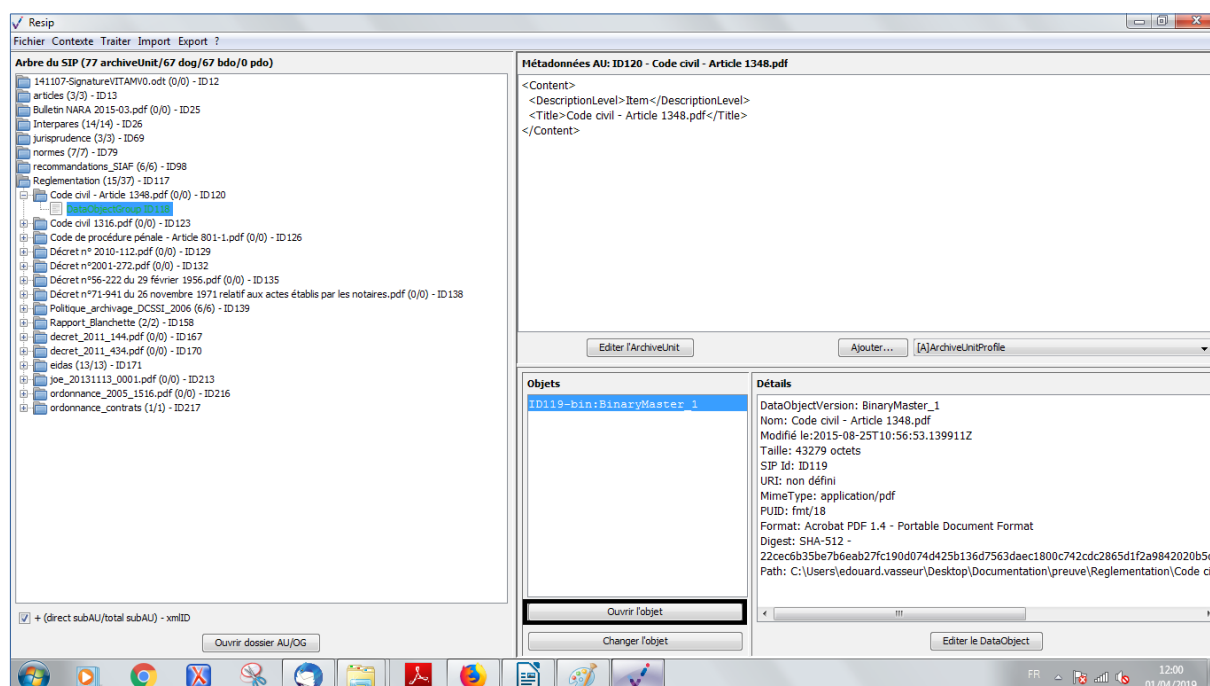 Resip
Fichier Contexte Traiter Import Export ?
Arbre du SIP (77 archiveUnit/67 dog/67 bdo/0 pdo)
141107-SignatureVITAMV0.odt (0/0) - ID12
articles (3/3) - ID13
Bulletin NARA 2015-03.pdf (0/0) - ID25
Interpares (14/14) - ID26
jurisprudence (3/3) - ID69
normes (7/7) - ID79
recommandations_SIAF (6/6) - ID98
Reglementation (15/37) - ID117
Code civil - Article 1348.pdf (0/0) - ID120
DataObjectGroup ID118
Code civil 1316.pdf (0/0) - ID123
Code de procédure pénale - Article 801-1.pdf (0/0) - ID126
Décret n° 2010-112.pdf (0/0) - ID129
Décret n°2001-272.pdf (0/0) - ID132
Décret n°56-222 du 29 février 1956.pdf (0/0) - ID135
Décret n°71-941 du 26 novembre 1971 relatif aux actes établis par les notaires.pdf (0/0) - ID138
Politique_archivage_DCSSI_2006 (6/6) - ID139
Rapport_Blanchette (2/2) - ID158
decret_2011_144.pdf (0/0) - ID167
decret_2011_434.pdf (0/0) - ID170
eidas (13/13) - ID171
joe_20131113_0001.pdf (0/0) - ID213
ordonnance_2005_1516.pdf (0/0) - ID216
ordonnance_contrats (1/1) - ID217
+ (direct subAU/total subAU) - xmlID
Ouvrir dossier AU/OG
Métadonnées AU: ID120 - Code civil - Article 1348.pdf
<Content>
<DescriptionLevel>Item</DescriptionLevel>
<Title>Code civil - Article 1348.pdf</Title>
</Content>
Editer l'ArchiveUnit
Ajouter...
[A]ArchiveUnitProfile
Objets
ID119-bin:BinaryMaster_1
Ouvrir l'objet
Changer l'objet
Détails
DataObjectVersion: BinaryMaster_1
Nom: Code civil - Article 1348.pdf
Modifié le:2015-08-25T10:56:53.139911Z
Taille: 43279 octets
SIP Id: ID119
URI: non défini
MimeType: application/pdf
PUID: fmt/18
Format: Acrobat PDF 1.4 - Portable Document Format
Digest: SHA-512 -
22cec6b35be7b6eab27fc190d074d425b136d7563daec1800c742cdc2865d1f2a9842020b5
Path: C:\Users\edouard.vasseur\Desktop\Documentation\preuve\Reglementation\Code ci
Editer le DataObject
FR
12:00
01/04/2019